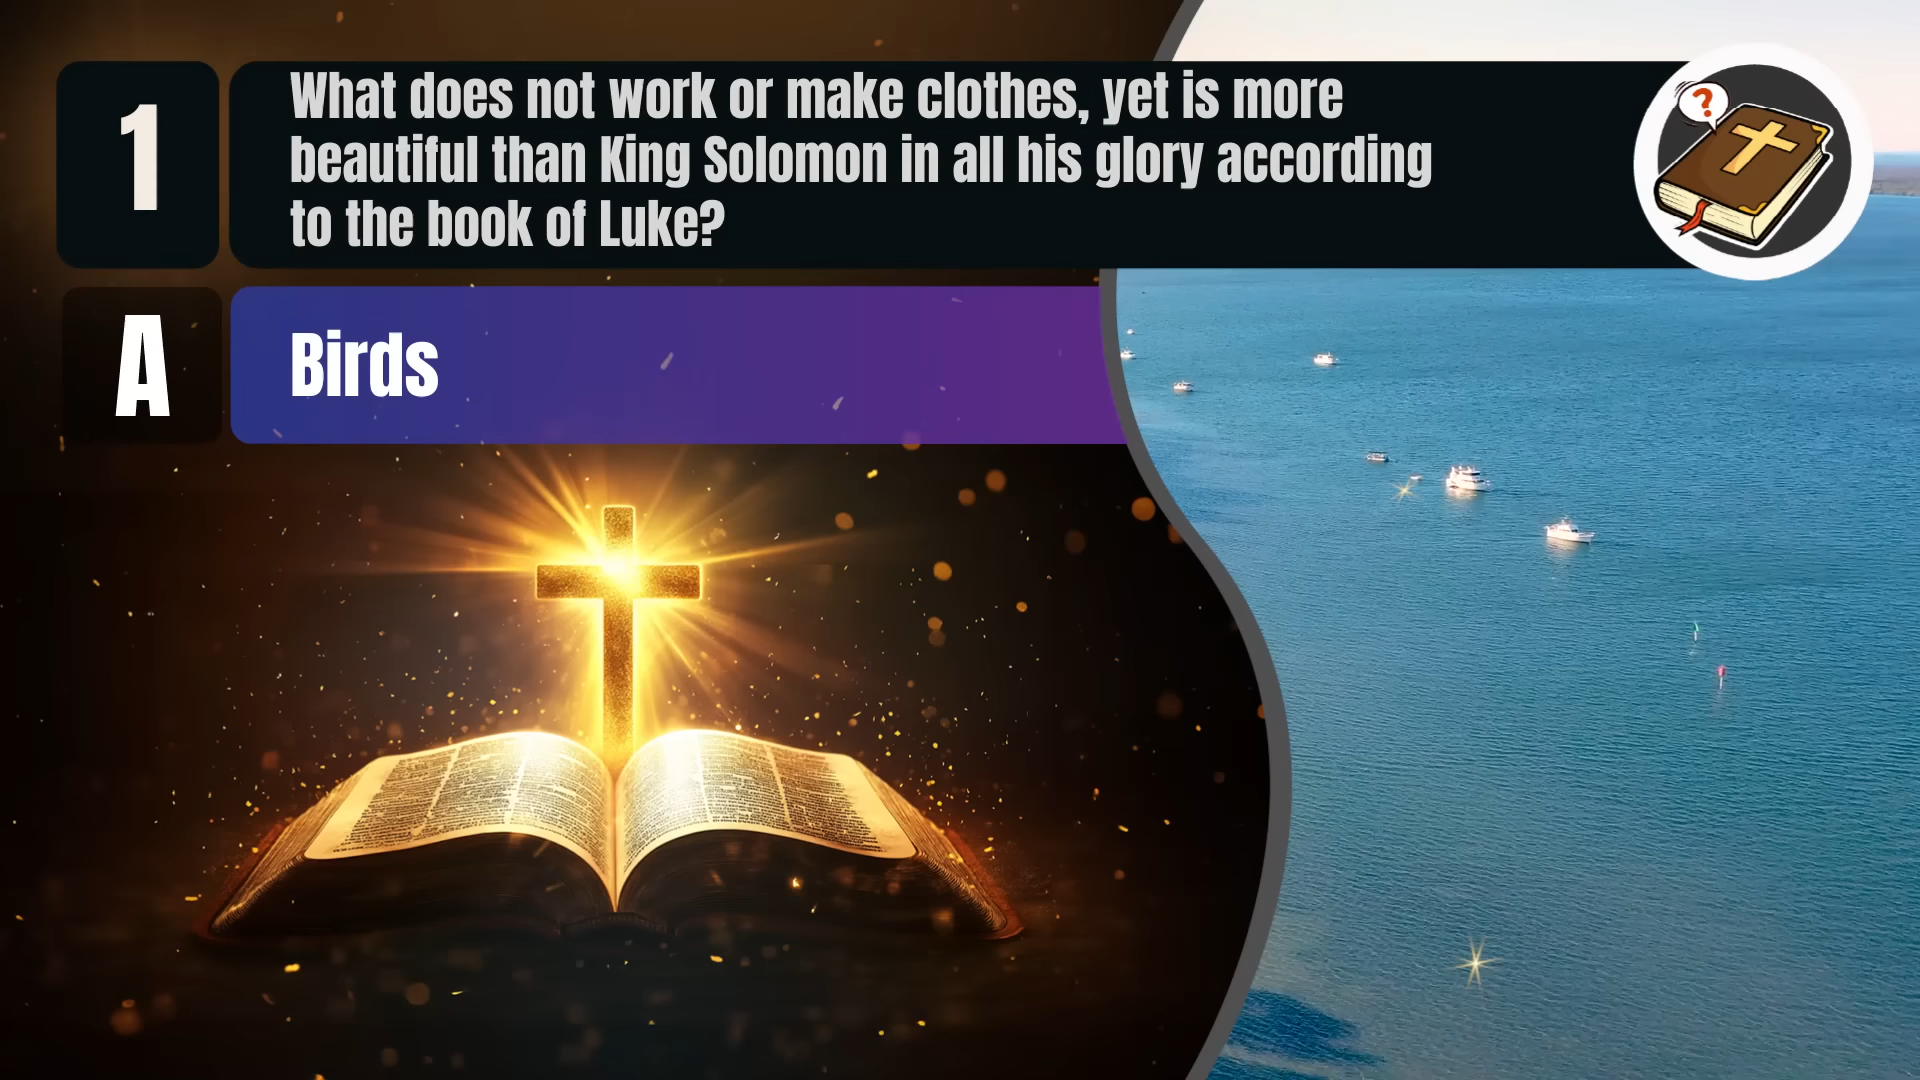 1
What does not work or make clothes, yet is more
beautiful than King Solomon in all his glory according
to the book of Luke?
?
A
Birds